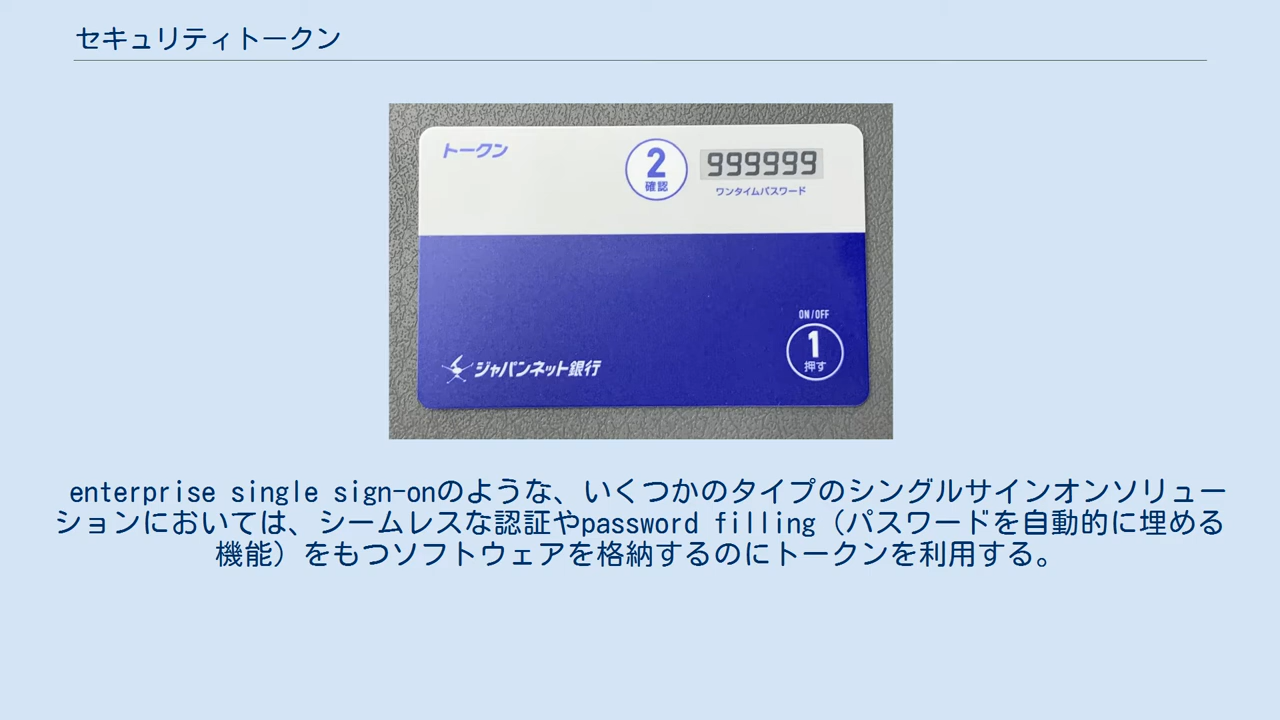 セキュリティトークン
トークン
2
確認
999999
ワンタイムパスワード
ON/OFF
1
押す
ジャパンネット銀行
enterprise single sign-onのような、いくつかのタイプのシングルサインオンソリュー
ションにおいては、シームレスな認証やpassword filling（パスワードを自動的に埋める
機能）をもつソフトウェアを格納するのにトークンを利用する。